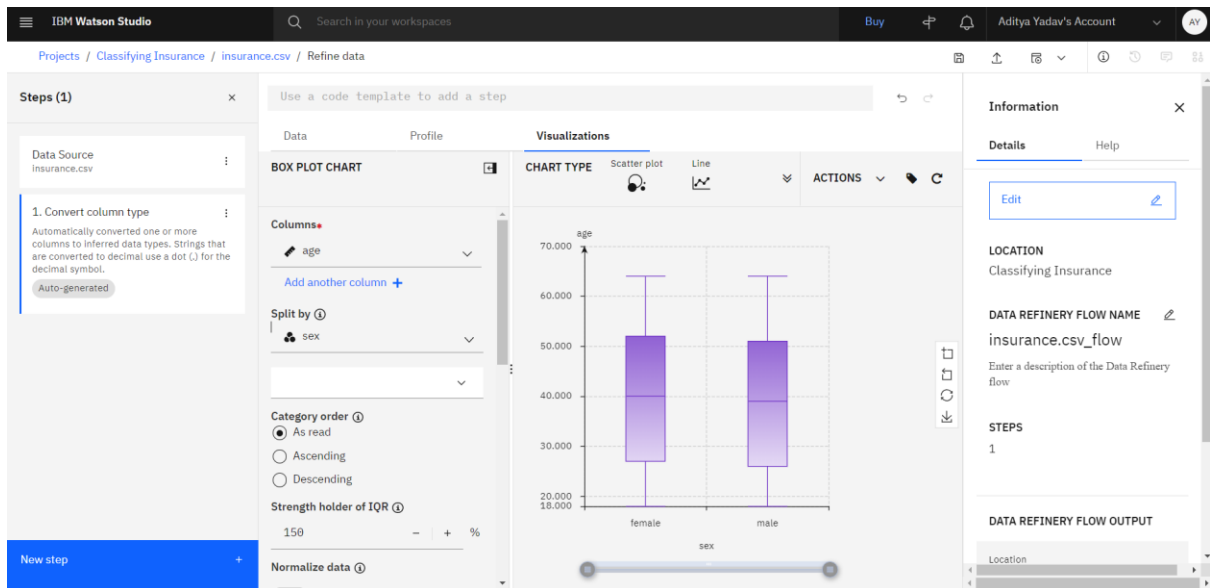 IBM Watson Studio
Search in your workspaces
Buy
Aditya Yadav's Account
AY
Projects / Classifying Insurance / insurance.csv / Refine data
Steps (1)
Data Source
insurance.csv
1. Convert column type
Automatically converted one or more
columns to inferred data types. Strings that
are converted to decimal use a dot (.) for the
decimal symbol.
Auto-generated
New step +
Use a code template to add a step
Data
Profile
Visualizations
BOX PLOT CHART
Columns*
age
Add another column +
Split by
sex
Category order
As read
Ascending
Descending
Strength holder of IQR
150 − + %
Normalize data
CHART TYPE
Scatter plot
Line
ACTIONS
age
70.000
60.000
50.000
40.000
30.000
20.000
18.000
female
male
sex
Information
Details
Help
Edit
LOCATION
Classifying Insurance
DATA REFINERY FLOW NAME
insurance.csv_flow
Enter a description of the Data Refinery
flow
STEPS
1
DATA REFINERY FLOW OUTPUT
Location